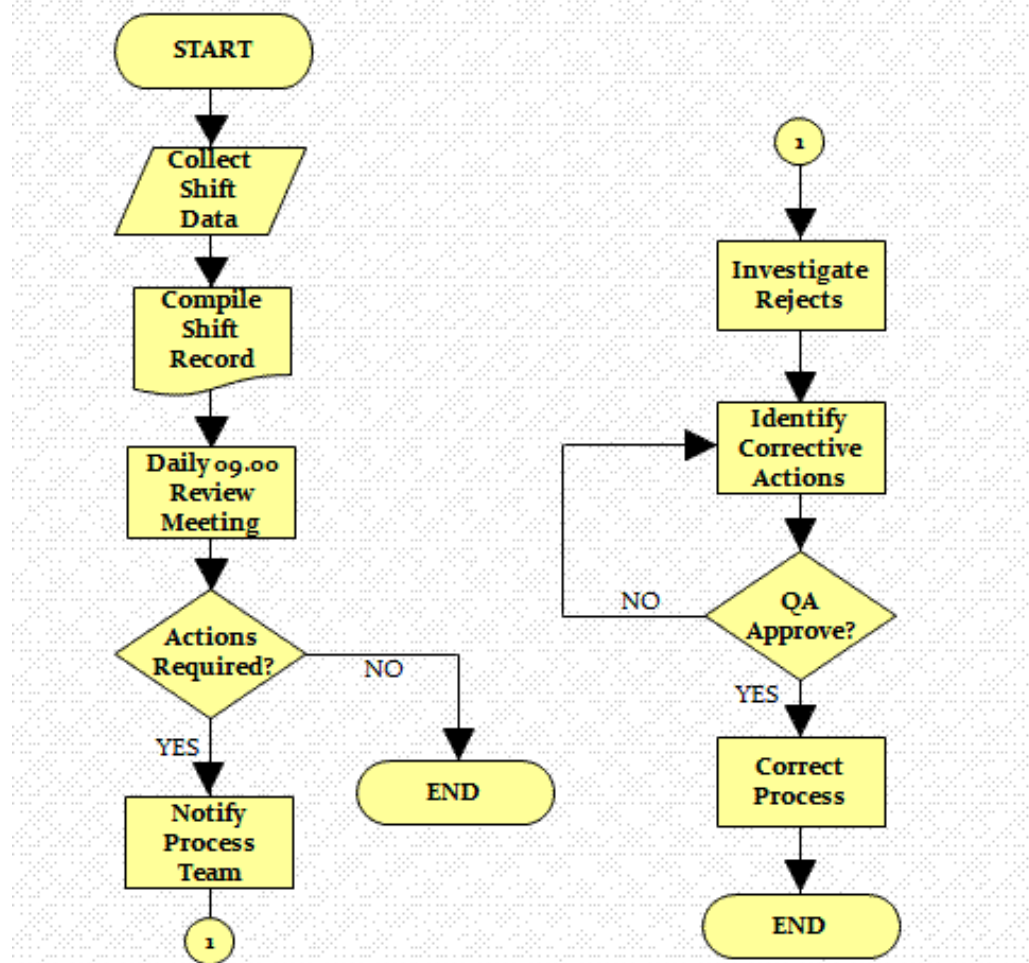 START
Collect
Shift
Data
Compile
Shift
Record
Daily 09.00
Review
Meeting
Actions
Required?
NO
YES
END
Notify
Process
Team
1
1
Investigate
Rejects
Identify
Corrective
Actions
NO
QA
Approve?
YES
Correct
Process
END